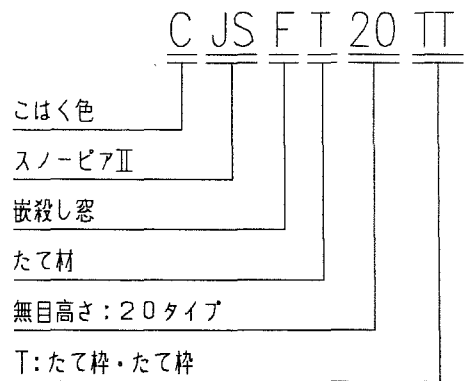 C JS F T 20 TT
こはく色
スノーピアⅡ
嵌殺し窓
たて材
無目高さ:20タイプ
T:たて枠・たて枠